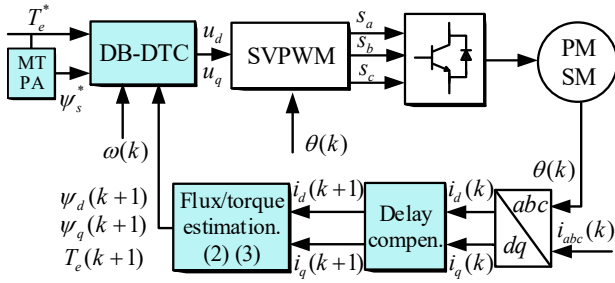 T_e^*
MT
PA
ψ_s^*
DB-DTC
u_d
u_q
SVPWM
s_a
s_b
s_c
PM
SM
ω(k)
θ(k)
θ(k)
ψ_d(k+1)
ψ_q(k+1)
T_e(k+1)
Flux/torque
estimation.
(2) (3)
i_d(k+1)
i_q(k+1)
Delay
compen.
i_d(k)
i_q(k)
abc
dq
i_abc(k)